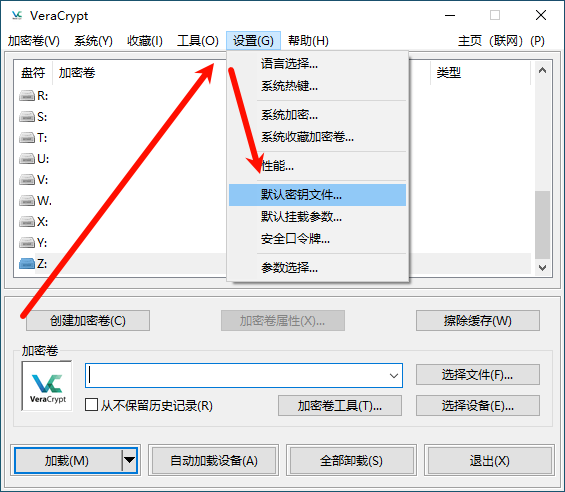 VeraCrypt
加密卷(V) 系统(Y) 收藏(I) 工具(O) 设置(G) 帮助(H) 主页（联网）(P)
盘符 加密卷 类型
R:
S:
T:
U:
V:
W:
X:
Y:
Z:
语言选择...
系统热键...
系统加密...
系统收藏加密卷...
性能...
默认密钥文件...
默认挂载参数...
安全口令牌...
参数选择...
创建加密卷(C) 加密卷属性(X)... 擦除缓存(W)
加密卷
VeraCrypt
选择文件(F)...
从不保留历史记录(R) 加密卷工具(T)... 选择设备(E)...
加载(M) 自动加载设备(A) 全部卸载(S) 退出(X)